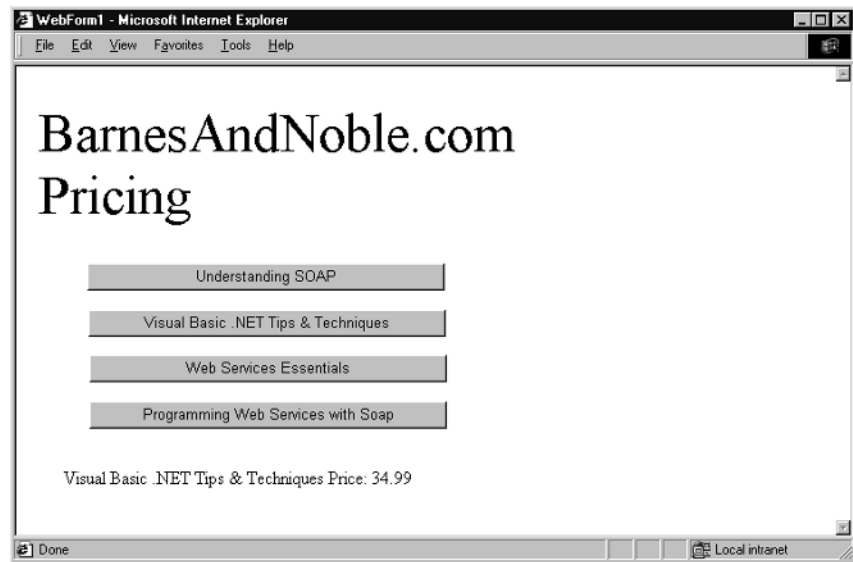 WebForm1 - Microsoft Internet Explorer
File Edit View Favorites Tools Help
BarnesAndNoble.com
Pricing
Understanding SOAP
Visual Basic .NET Tips & Techniques
Web Services Essentials
Programming Web Services with Soap
Visual Basic .NET Tips & Techniques Price: 34.99
Done
Local intranet